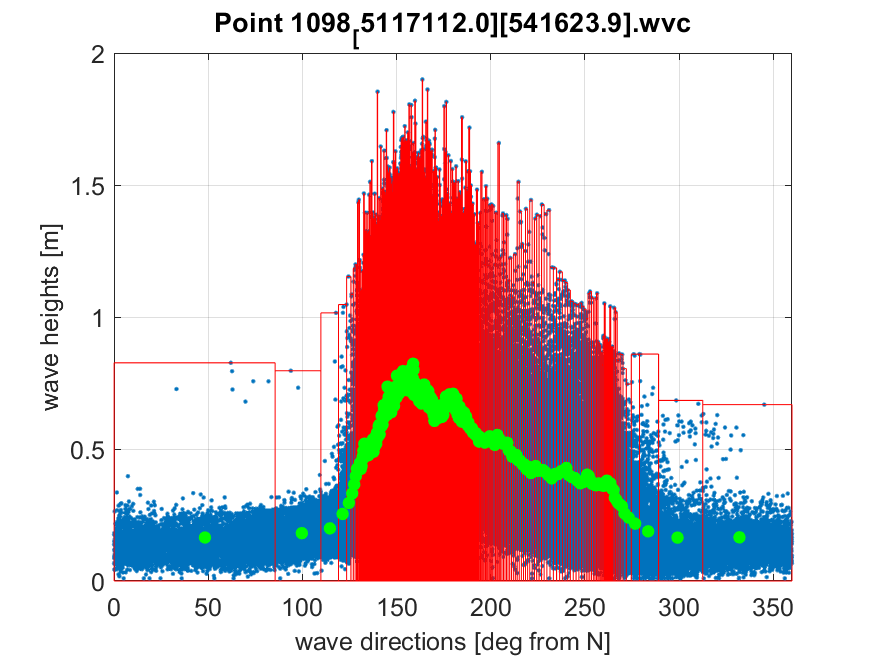 Point 1098[5117112.0][541623.9].wvc
2
1.5
1
0.5
0
wave heights [m]
0 50 100 150 200 250 300 350
wave directions [deg from N]